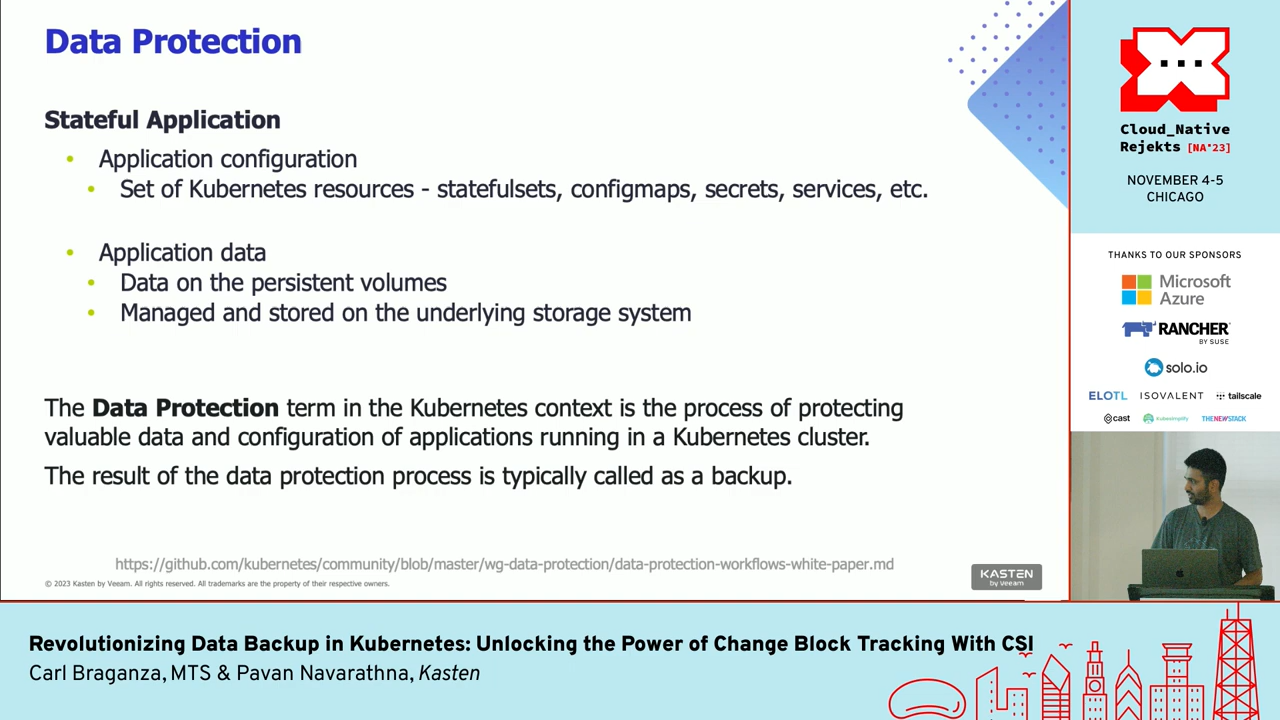 Data Protection
Stateful Application
• Application configuration
• Set of Kubernetes resources - statefulsets, configmaps, secrets, services, etc.
• Application data
• Data on the persistent volumes
• Managed and stored on the underlying storage system
The Data Protection term in the Kubernetes context is the process of protecting
valuable data and configuration of applications running in a Kubernetes cluster.
The result of the data protection process is typically called as a backup.
https://github.com/kubernetes/community/blob/master/wg-data-protection/data-protection-workflows-white-paper.md
© 2023 Kasten by Veeam. All rights reserved. All trademarks are the property of their respective owners.
KASTEN
by Veeam
Cloud_Native
Rejekts [NA'23]
NOVEMBER 4-5
CHICAGO
THANKS TO OUR SPONSORS
Microsoft
Azure
RANCHER
BY SUSE
solo.io
ELOTL ISOVALENT tailscale
cast Kubesimplify THENEWSTACK
Revolutionizing Data Backup in Kubernetes: Unlocking the Power of Change Block Tracking With CSI
Carl Braganza, MTS & Pavan Navarathna, Kasten